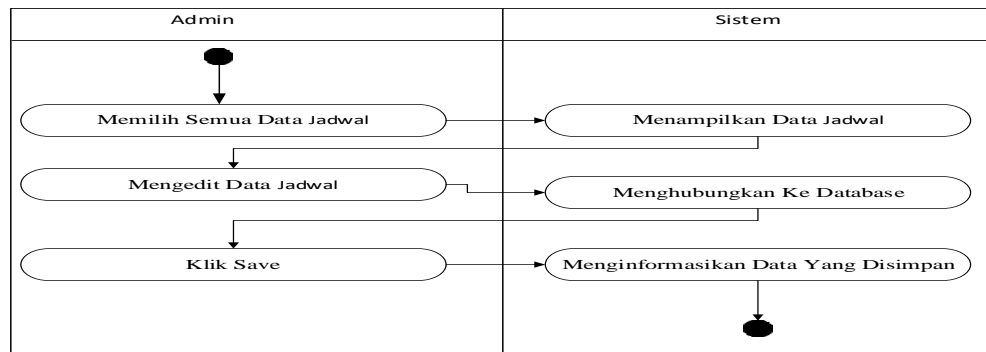 Admin
Sistem
Memilih Semua Data Jadwal
Menampilkan Data Jadwal
Mengedit Data Jadwal
Menghubungkan Ke Database
Klik Save
Menginformasikan Data Yang Disimpan